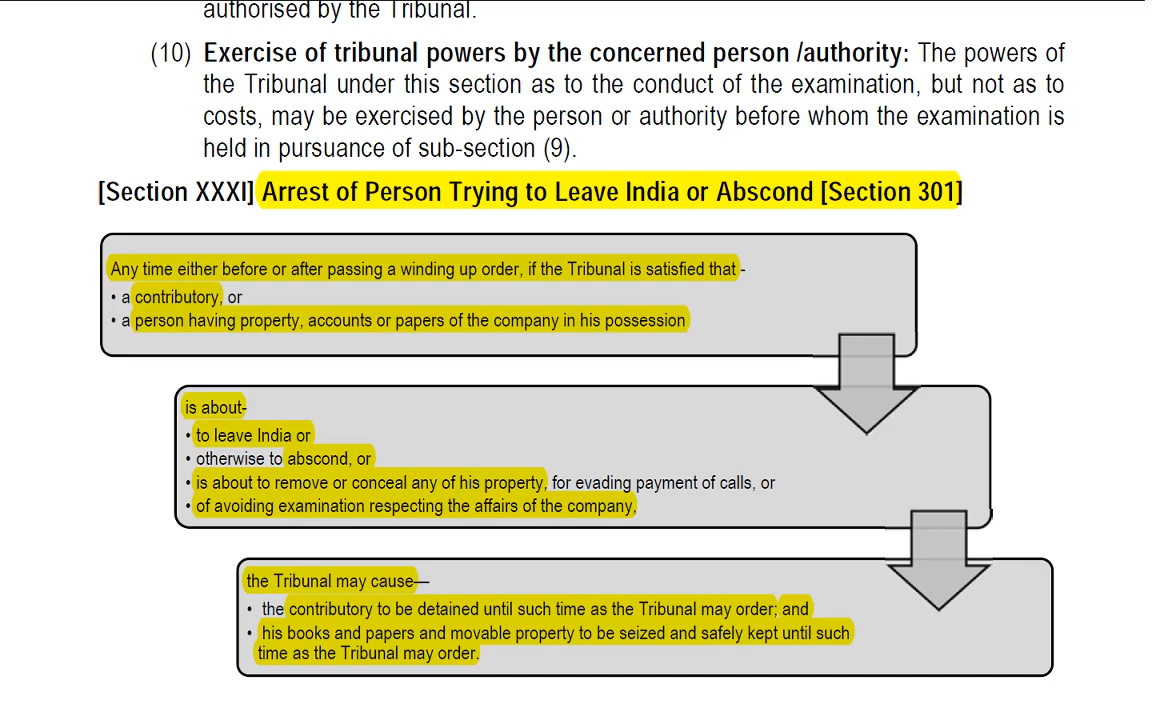 authorised by the Tribunal.
(10) Exercise of tribunal powers by the concerned person /authority: The powers of
the Tribunal under this section as to the conduct of the examination, but not as to
costs, may be exercised by the person or authority before whom the examination is
held in pursuance of sub-section (9).
[Section XXXI] Arrest of Person Trying to Leave India or Abscond [Section 301]
Any time either before or after passing a winding up order, if the Tribunal is satisfied that -
• a contributory, or
• a person having property, accounts or papers of the company in his possession
is about-
• to leave India or
• otherwise to abscond, or
• is about to remove or conceal any of his property, for evading payment of calls, or
• of avoiding examination respecting the affairs of the company,
the Tribunal may cause—
• the contributory to be detained until such time as the Tribunal may order; and
• his books and papers and movable property to be seized and safely kept until such
time as the Tribunal may order.